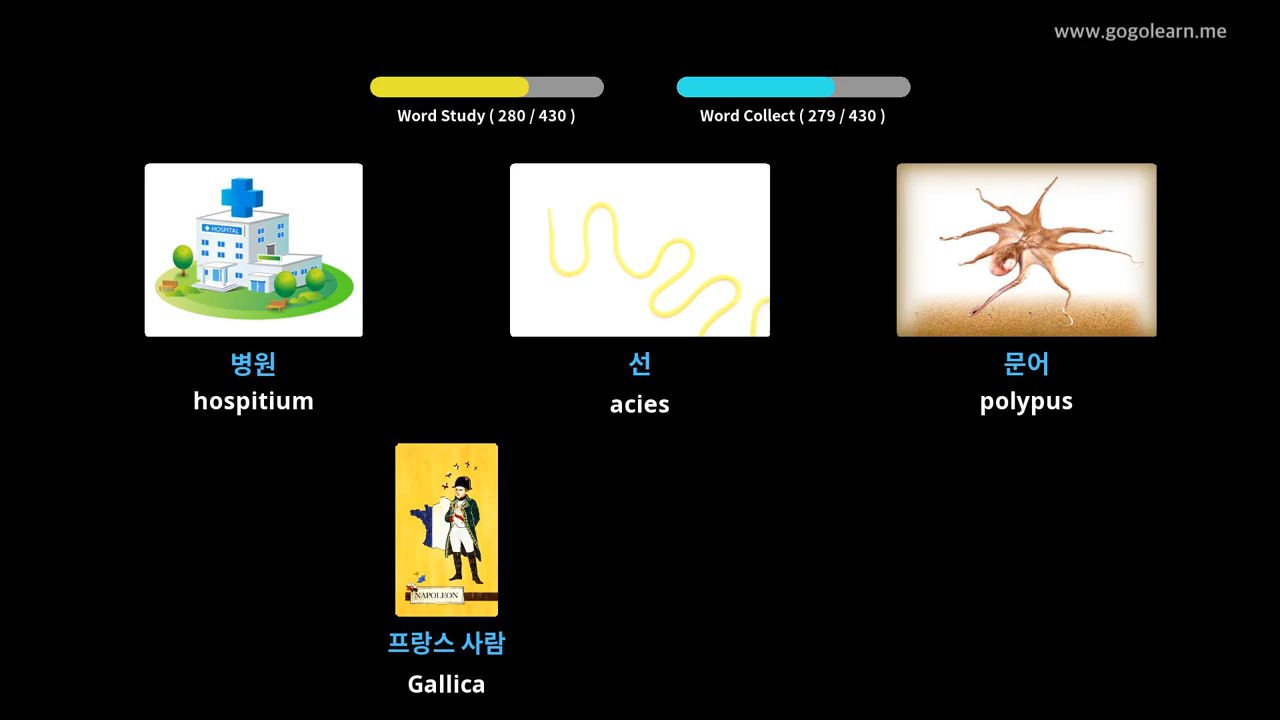 www.gogolearn.me
Word Study ( 280 / 430 )
Word Collect ( 279 / 430 )
HOSPITAL
병원
선
문어
hospitium
acies
polypus
NAPOLEON
프랑스 사람
Gallica